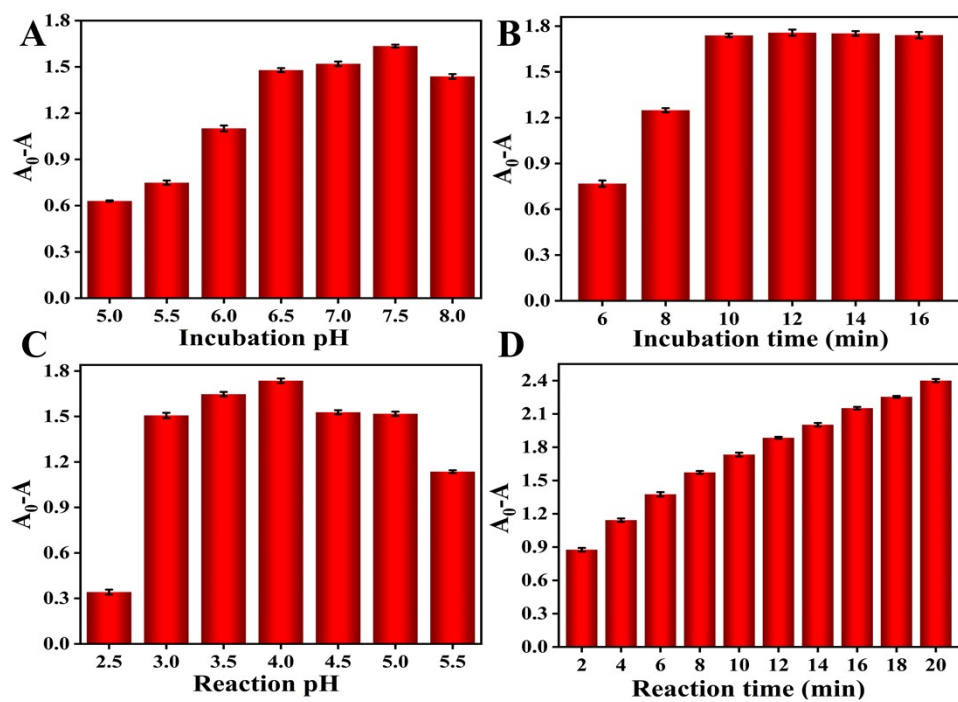 A
A₀-A
1.8
1.5
1.2
0.9
0.6
0.3
0.0
5.0 5.5 6.0 6.5 7.0 7.5 8.0
Incubation pH
B
A₀-A
1.8
1.5
1.2
0.9
0.6
0.3
0.0
6 8 10 12 14 16
Incubation time (min)
C
A₀-A
1.8
1.5
1.2
0.9
0.6
0.3
0.0
2.5 3.0 3.5 4.0 4.5 5.0 5.5
Reaction pH
D
A₀-A
2.4
2.1
1.8
1.5
1.2
0.9
0.6
0.3
0.0
2 4 6 8 10 12 14 16 18 20
Reaction time (min)